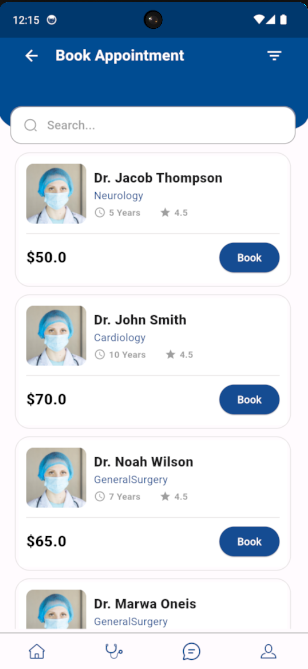 12:15
Book Appointment
Search...
Dr. Jacob Thompson
Neurology
5 Years 4.5
$50.0 Book
Dr. John Smith
Cardiology
10 Years 4.5
$70.0 Book
Dr. Noah Wilson
GeneralSurgery
7 Years 4.5
$65.0 Book
Dr. Marwa Oneis
GeneralSurgery